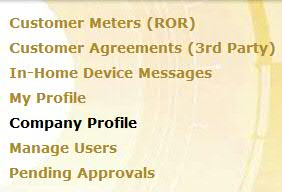 Customer Meters (ROR)
Customer Agreements (3rd Party)
In-Home Device Messages
My Profile
Company Profile
Manage Users
Pending Approvals